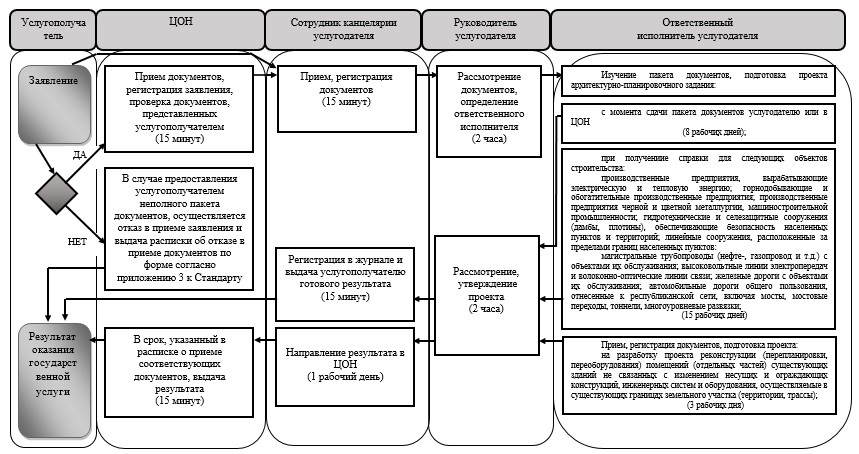 Услугополуча
тель
ЦОН
Сотрудник канцелярии
услугодателя
Руководитель
услугодателя
Ответственный
исполнитель услугодателя
Заявление
ДА
НЕТ
Результат
оказания
государст
венной
услуги
Прием документов,
регистрация заявления,
проверка документов,
представленных
услугополучателем
(15 минут)
В случае предоставления
услугополучателем
неполного пакета
документов, осуществляется
отказ в приеме заявления и
выдача расписки об отказе в
приеме документов по
форме согласно
приложению 3 к Стандарту
В срок, указанный в
расписке о приеме
соответствующих
документов, выдача
результата
(15 минут)
Прием, регистрация
документов
(15 минут)
Регистрация в журнале и
выдача услугополучателю
готового результата
(15 минут)
Направление результата в
ЦОН
(1 рабочий день)
Рассмотрение
документов,
определение
ответственного
исполнителя
(2 часа)
Рассмотрение,
утверждение
проекта
(2 часа)
Изучение пакета документов, подготовка проекта
архитектурно-планировочного задания:
с момента сдачи пакета документов услугодателю или в
ЦОН
(8 рабочих дней);
при получениие справки для следующих объектов
строительства:
производственные предприятия, вырабатывающие
электрическую и тепловую энергию; горнодобывающие и
обогатительные производственные предприятия, производственные
предприятия черной и цветной металлургии, машиностроительной
промышленности; гидротехнические и селезащитные сооружения
(дамбы, плотины), обеспечивающие безопасность населенных
пунктов и территорий; линейные сооружения, расположенные за
пределами границ населенных пунктов:
магистральные трубопроводы (нефте-, газопровод и т.д.) с
объектами их обслуживания; высоковольтные линии электропередач
и волоконно-оптические линии связи; железные дороги с объектами
их обслуживания; автомобильные дороги общего пользования,
отнесенные к республиканской сети, включая мосты, мостовые
переходы, тоннели, многоуровневые развязки;
(15 рабочих дней)
Прием, регистрация документов, подготовка проекта:
на разработку проекта реконструкции (перепланировки,
переоборудования) помещений (отдельных частей) существующих
зданий не связанных с изменением несущих и ограждающих
конструкций, инженерных систем и оборудования, осуществляемые в
существующих границах земельного участка (территории, трассы);
(3 рабочих дня)